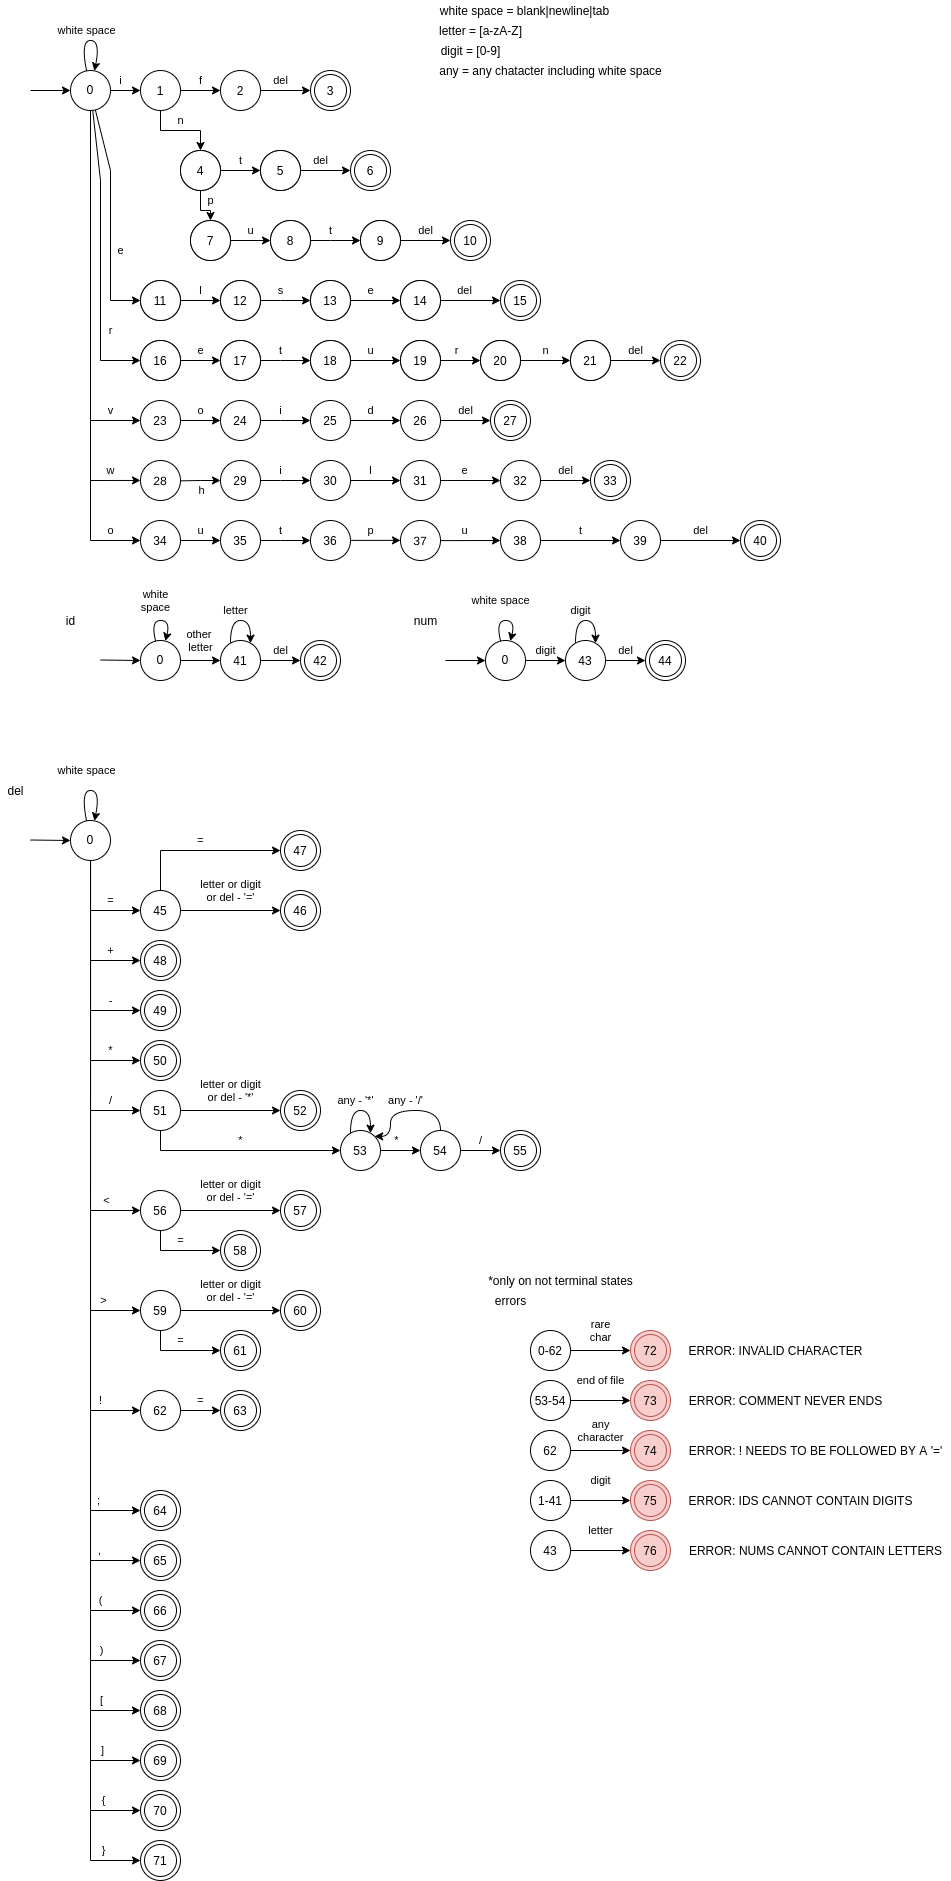 white space = blank|newline|tab
letter = [a-zA-Z]
digit = [0-9]
any = any chatacter including white space
white space
0 i 1 f 2 del 3
n
4 t 5 del 6
p
7 u 8 t 9 del 10
e
11 l 12 s 13 e 14 del 15
r
16 e 17 t 18 u 19 r 20 n 21 del 22
v 23 o 24 i 25 d 26 del 27
w 28 h 29 i 30 l 31 e 32 del 33
o 34 u 35 t 36 p 37 u 38 t 39 del 40
id
white
space
0
other
letter
41
letter
del 42
num
white space
0 digit 43
digit
del 44
del
white space
0
= 45
= 47
letter or digit
or del - '='
46
+ 48
- 49
* 50
/ 51
letter or digit
or del - '*'
52
*
any - '*'
any - '/'
53 * 54 / 55
< 56
letter or digit
or del - '='
57
= 58
> 59
letter or digit
or del - '='
60
= 61
! 62 = 63
; 64
, 65
( 66
) 67
[ 68
] 69
{ 70
} 71
*only on not terminal states
errors
0-62
rare
char
72 ERROR: INVALID CHARACTER
53-54 end of file 73 ERROR: COMMENT NEVER ENDS
62
any
character
74 ERROR: ! NEEDS TO BE FOLLOWED BY A '='
1-41 digit 75 ERROR: IDS CANNOT CONTAIN DIGITS
43 letter 76 ERROR: NUMS CANNOT CONTAIN LETTERS